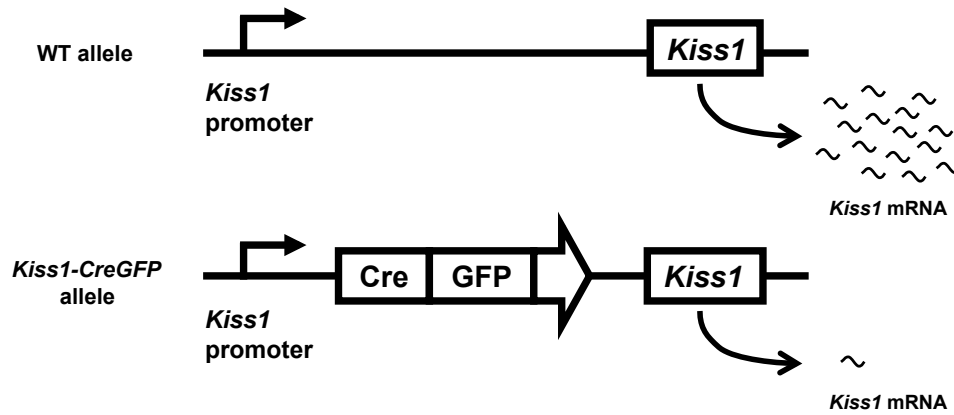 WT allele
Kiss1
Kiss1
promoter
Kiss1 mRNA
Kiss1-CreGFP
allele
Cre
GFP
Kiss1
Kiss1
promoter
Kiss1 mRNA